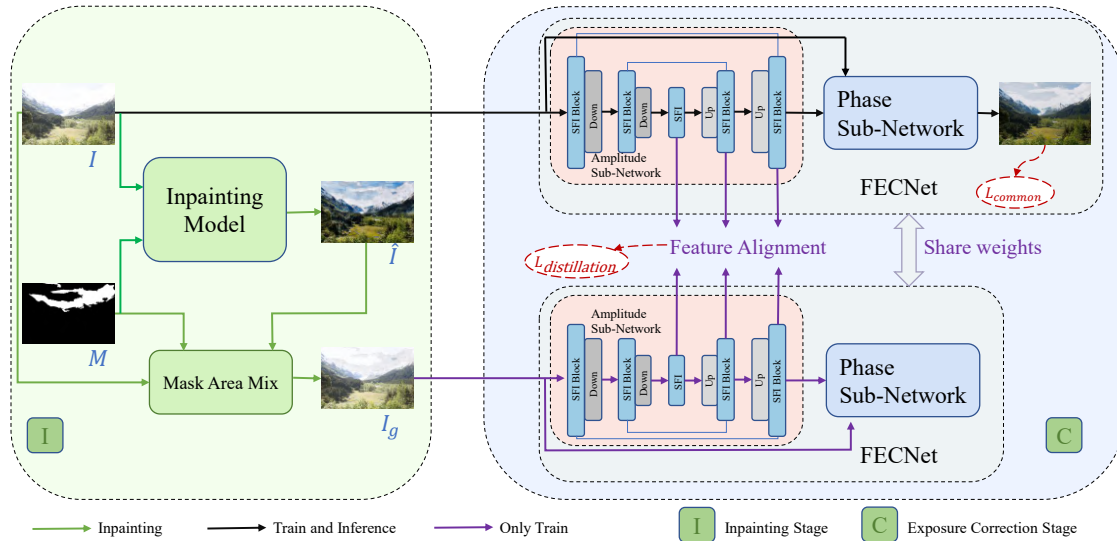 I
Inpainting
Model
Î
M
Mask Area Mix
I_g
I
SFI Block
Down
SFI Block
Down
SFI
Up
SFI Block
Up
SFI Block
Amplitude
Sub-Network
Phase
Sub-Network
FECNet
L_common
Feature Alignment
L_distillation
Share weights
Amplitude
Sub-Network
SFI Block
Down
SFI Block
Down
SFI
Up
SFI Block
Up
SFI Block
Phase
Sub-Network
FECNet
C
Inpainting
Train and Inference
Only Train
I
Inpainting Stage
C
Exposure Correction Stage